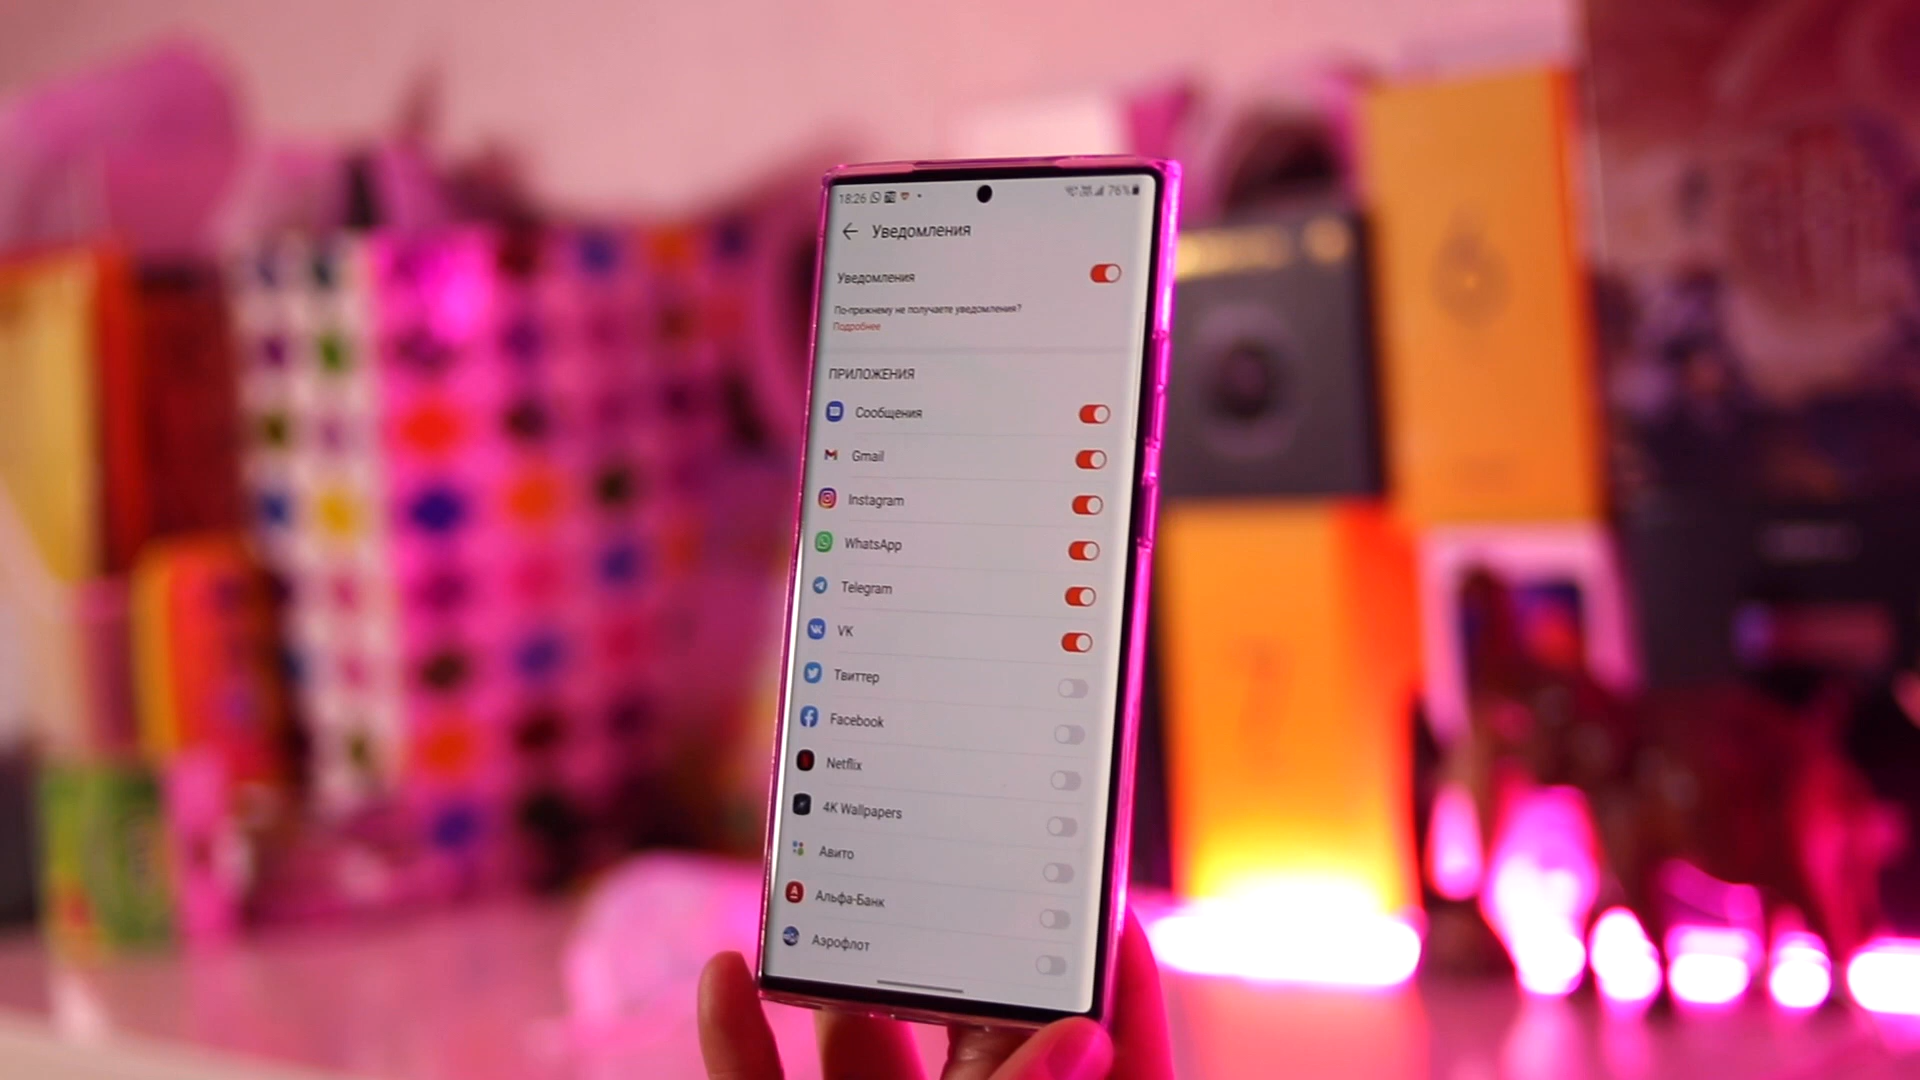 18:26 76%
Уведомления
Уведомления
По-прежнему не получаете уведомления?
Подробнее
ПРИЛОЖЕНИЯ
Сообщения
Gmail
Instagram
WhatsApp
Telegram
VK
Твиттер
Facebook
Netflix
4K Wallpapers
Авито
Альфа-Банк
Аэрофлот